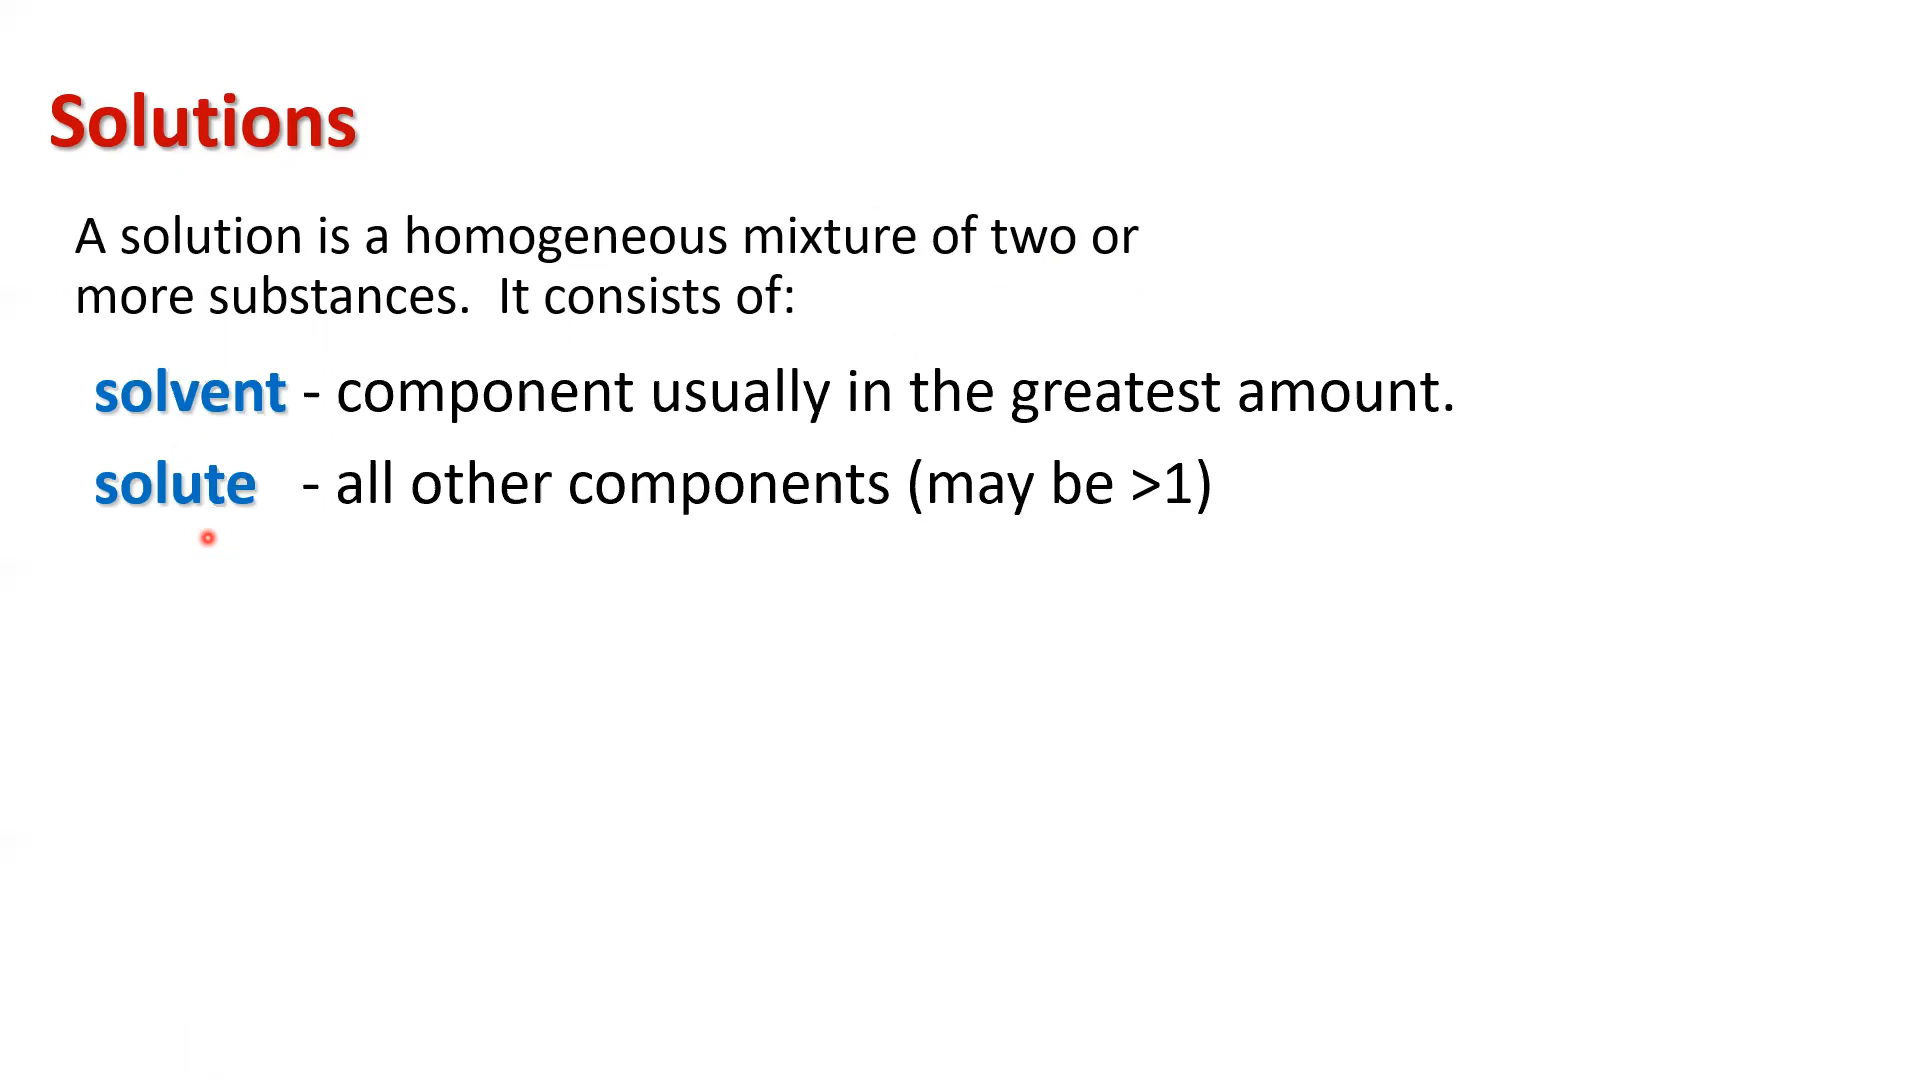 Solutions
A solution is a homogeneous mixture of two or
more substances.  It consists of:
solvent - component usually in the greatest amount.
solute - all other components (may be >1)